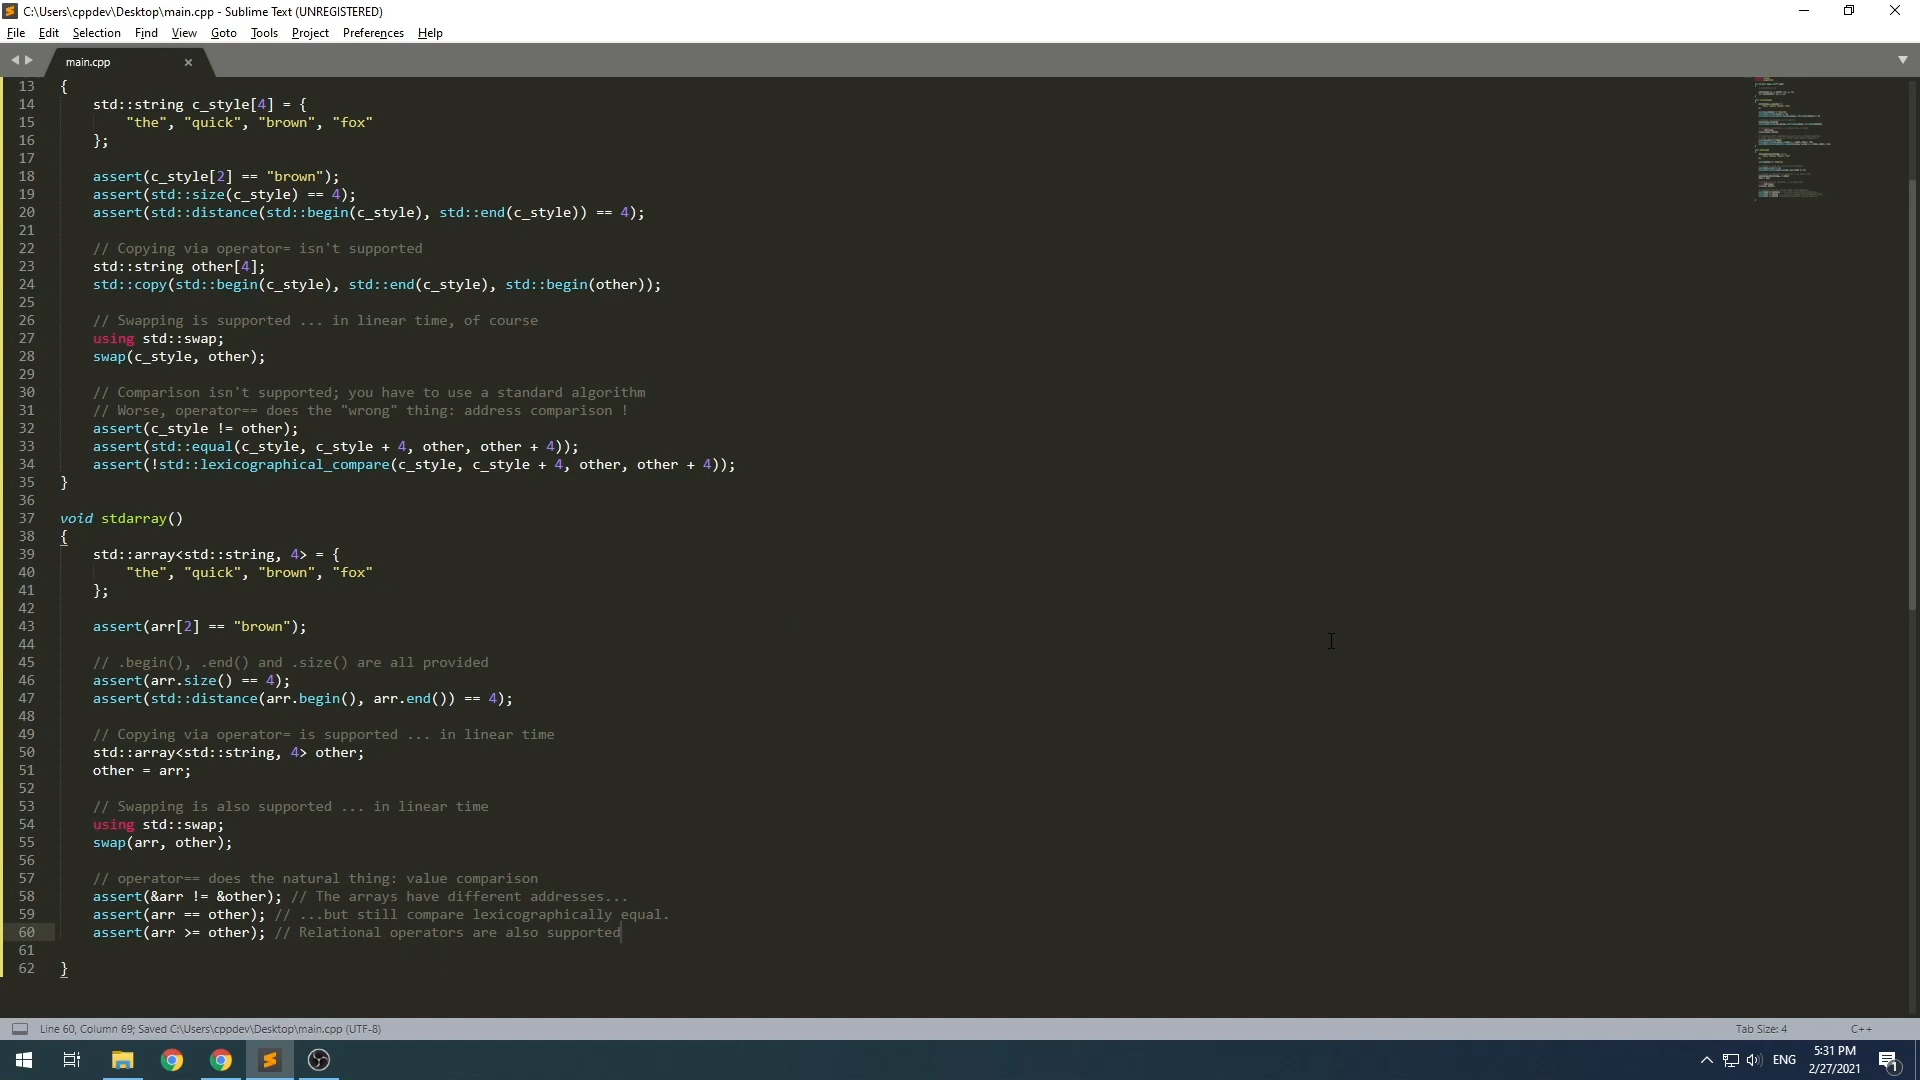 C:\Users\cppdev\Desktop\main.cpp - Sublime Text (UNREGISTERED)
File Edit Selection Find View Goto Tools Project Preferences Help
main.cpp
13 {
14     std::string c_style[4] = {
15         "the", "quick", "brown", "fox"
16     };
17
18     assert(c_style[2] == "brown");
19     assert(std::size(c_style) == 4);
20     assert(std::distance(std::begin(c_style), std::end(c_style)) == 4);
21
22     // Copying via operator= isn't supported
23     std::string other[4];
24     std::copy(std::begin(c_style), std::end(c_style), std::begin(other));
25
26     // Swapping is supported ... in linear time, of course
27     using std::swap;
28     swap(c_style, other);
29
30     // Comparison isn't supported; you have to use a standard algorithm
31     // Worse, operator== does the "wrong" thing: address comparison !
32     assert(c_style != other);
33     assert(std::equal(c_style, c_style + 4, other, other + 4));
34     assert(!std::lexicographical_compare(c_style, c_style + 4, other, other + 4));
35 }
36
37 void stdarray()
38 {
39     std::array<std::string, 4> = {
40         "the", "quick", "brown", "fox"
41     };
42
43     assert(arr[2] == "brown");
44
45     // .begin(), .end() and .size() are all provided
46     assert(arr.size() == 4);
47     assert(std::distance(arr.begin(), arr.end()) == 4);
48
49     // Copying via operator= is supported ... in linear time
50     std::array<std::string, 4> other;
51     other = arr;
52
53     // Swapping is also supported ... in linear time
54     using std::swap;
55     swap(arr, other);
56
57     // operator== does the natural thing: value comparison
58     assert(&arr != &other); // The arrays have different addresses...
59     assert(arr == other); // ...but still compare lexicographically equal.
60     assert(arr >= other); // Relational operators are also supported
61
62 }
Line 60, Column 69; Saved C:\Users\cppdev\Desktop\main.cpp (UTF-8)
Tab Size: 4
C++
ENG
5:31 PM
2/27/2021
1